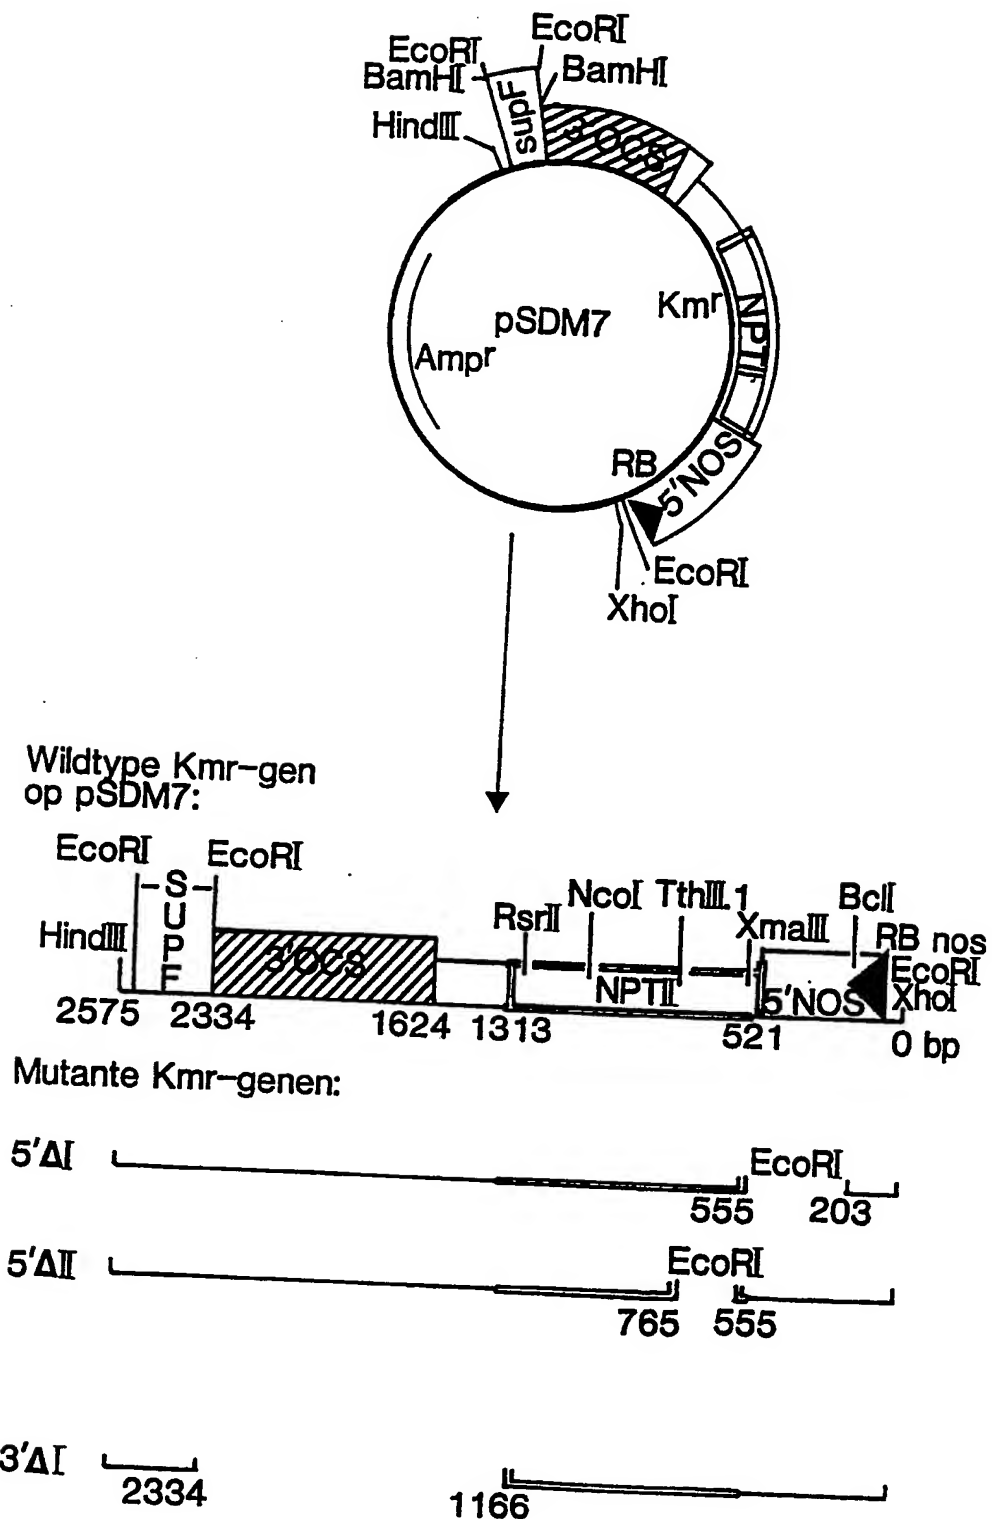 EcoRI
EcoRI
BamHI
BamHI
HindIII
supF
3'OCS
Kmr
NPTII
pSDM7
Ampr
RB
5'NOS
EcoRI
XhoI
Wildtype Kmr-gen
op pSDM7:
EcoRI
EcoRI
SUPF
HindIII
3'OCS
RsrII
NcoI
TthIII.1
XmaIII
BclI
RB nos
EcoRI
XhoI
NPTII
5'NOS
2575
2334
1624
1313
521
0 bp
Mutante Kmr-genen:
5'ΔI
EcoRI
555
203
5'ΔII
EcoRI
765
555
3'ΔI
2334
1166